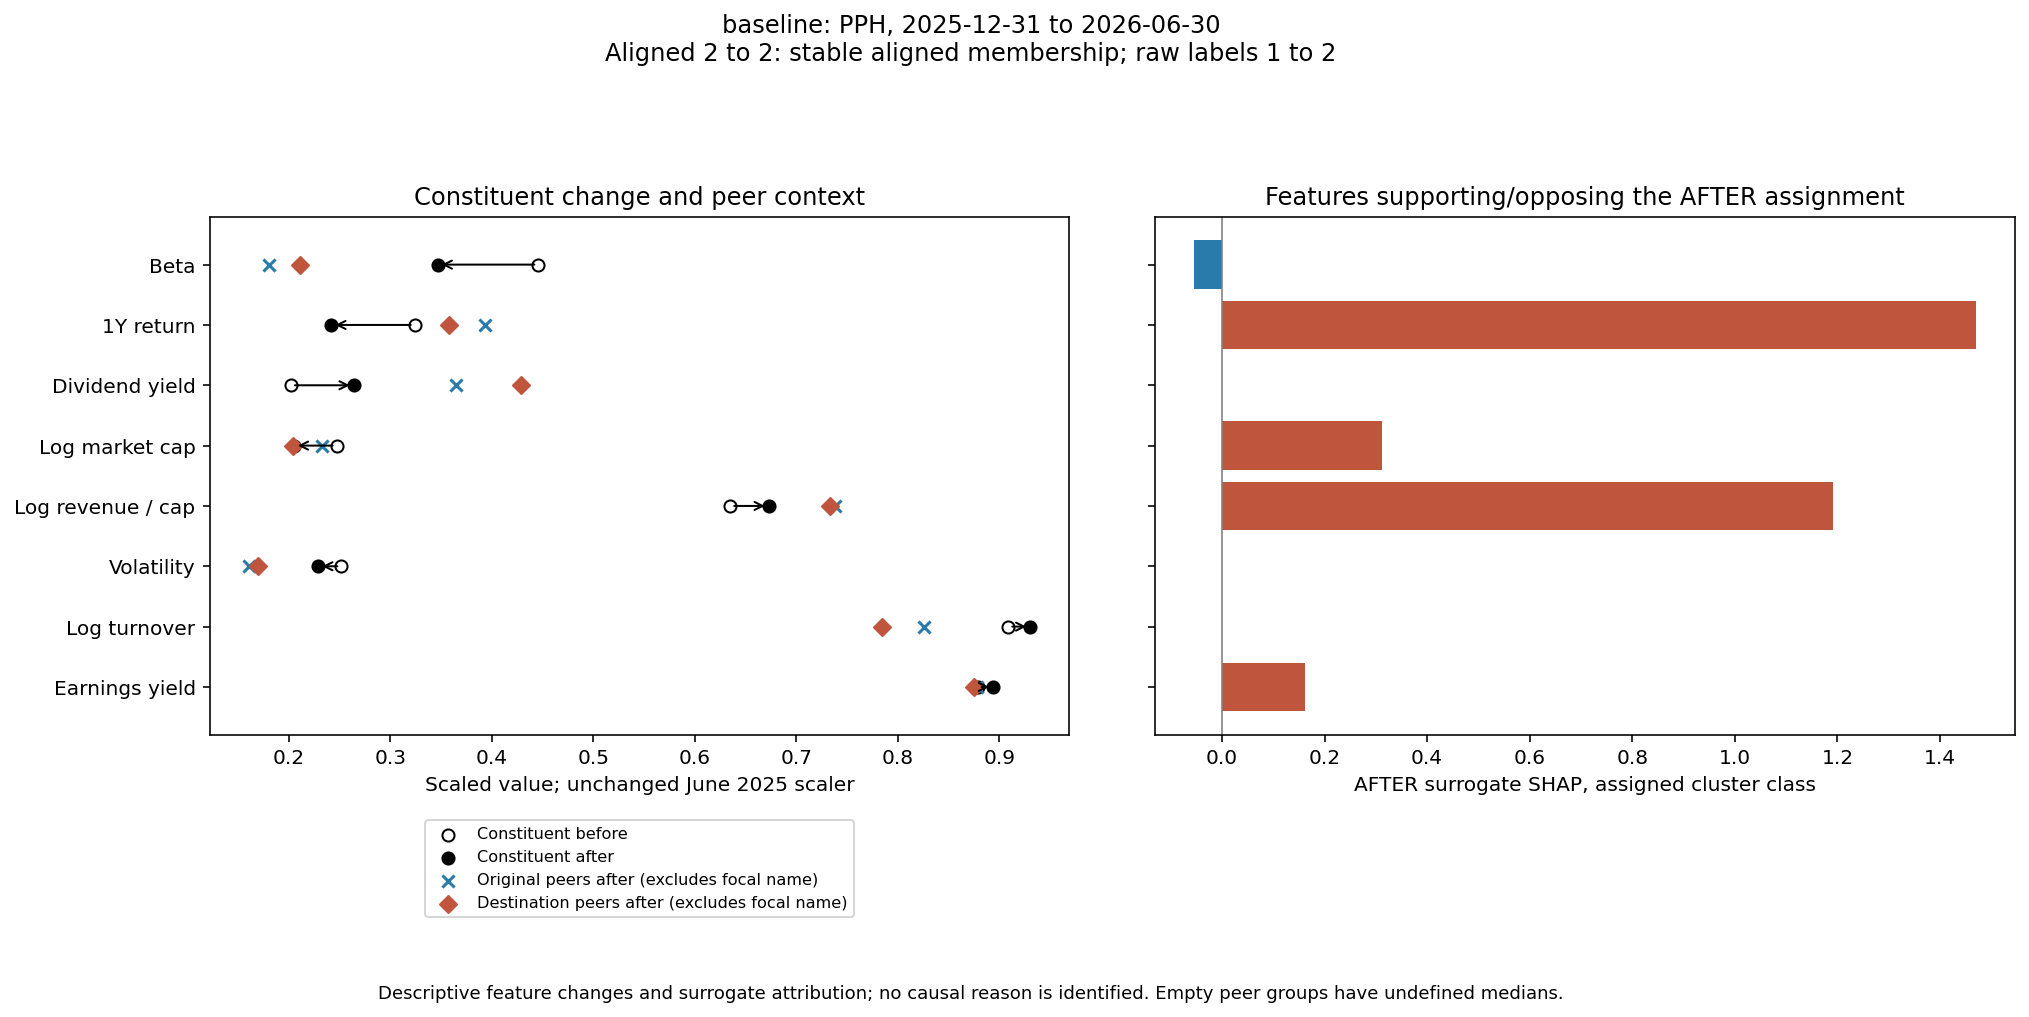 baseline: PPH, 2025-12-31 to 2026-06-30
Aligned 2 to 2: stable aligned membership; raw labels 1 to 2
Constituent change and peer context
Beta
1Y return
Dividend yield
Log market cap
Log revenue / cap
Volatility
Log turnover
Earnings yield
0.2 0.3 0.4 0.5 0.6 0.7 0.8 0.9
Scaled value; unchanged June 2025 scaler
Constituent before
Constituent after
Original peers after (excludes focal name)
Destination peers after (excludes focal name)
Features supporting/opposing the AFTER assignment
0.0 0.2 0.4 0.6 0.8 1.0 1.2 1.4
AFTER surrogate SHAP, assigned cluster class
Descriptive feature changes and surrogate attribution; no causal reason is identified. Empty peer groups have undefined medians.